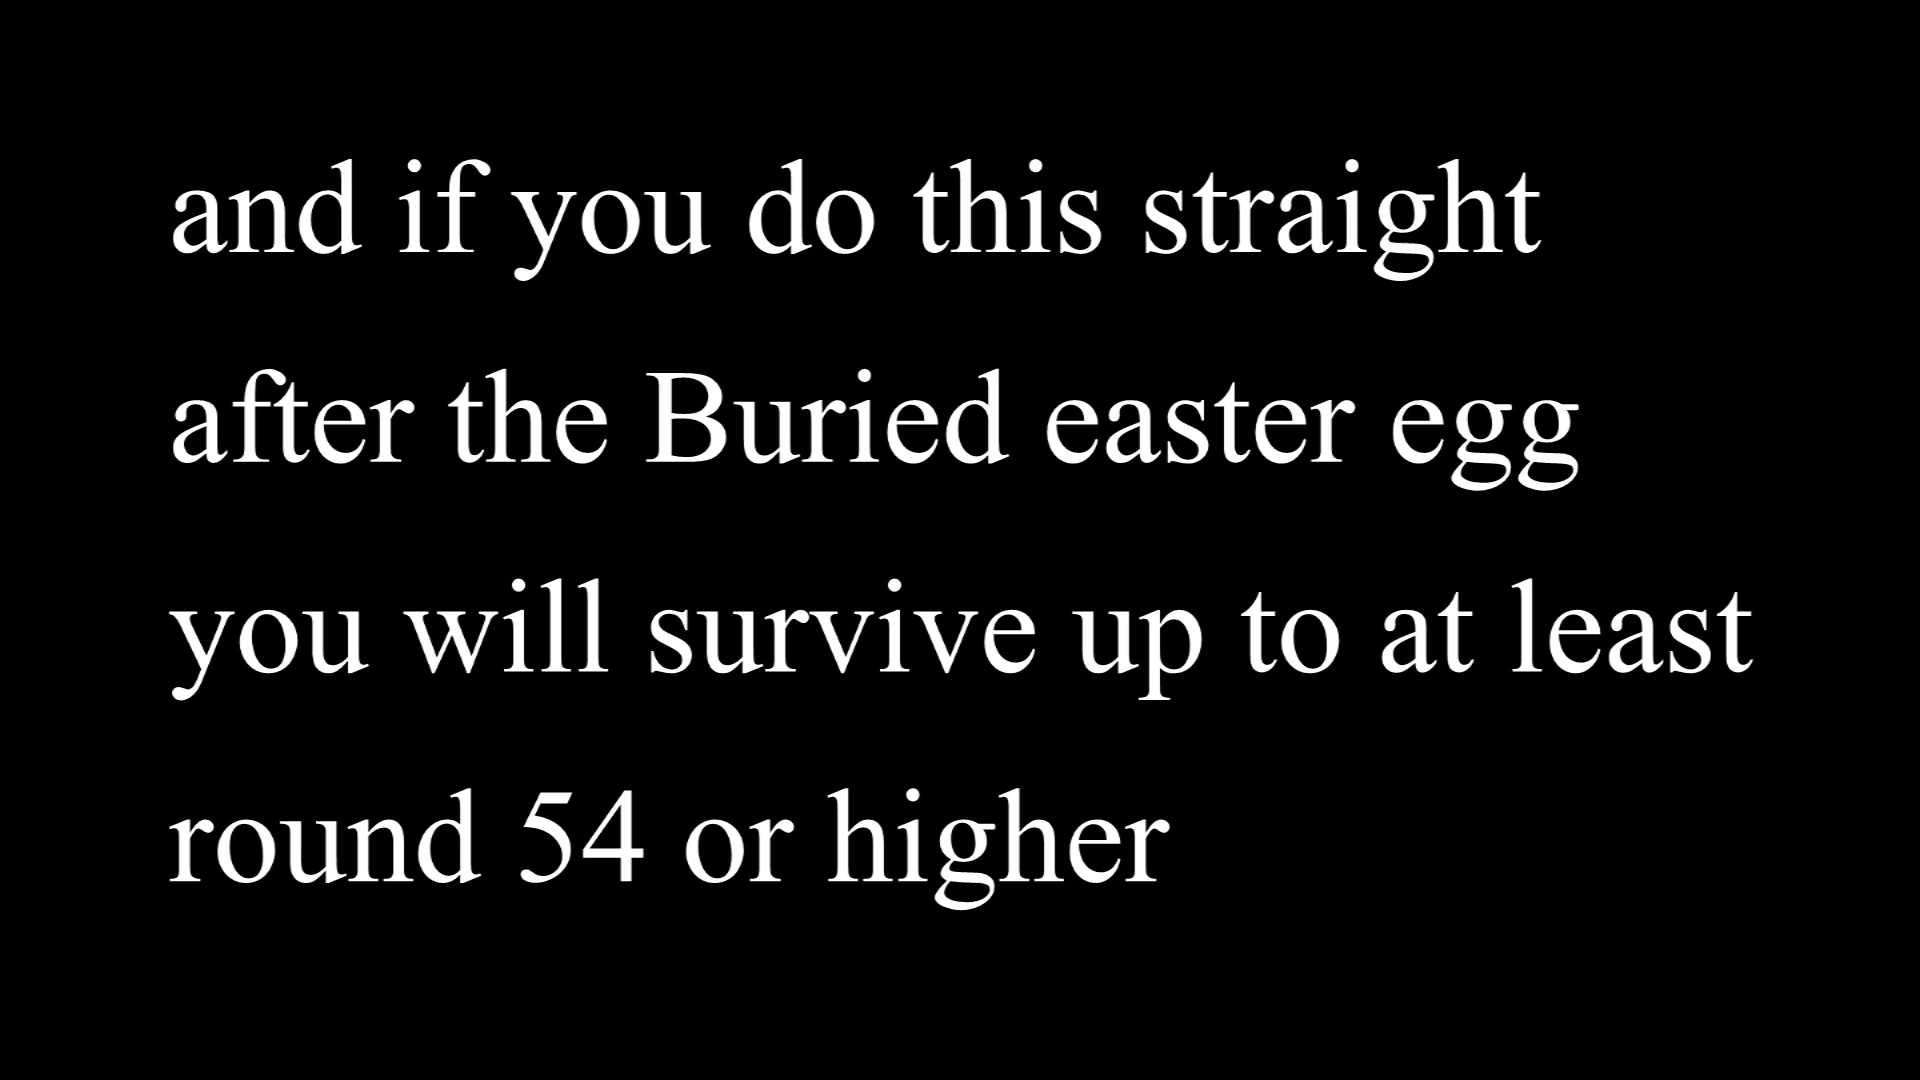 and if you do this straight
after the Buried easter egg
you will survive up to at least
round 54 or higher